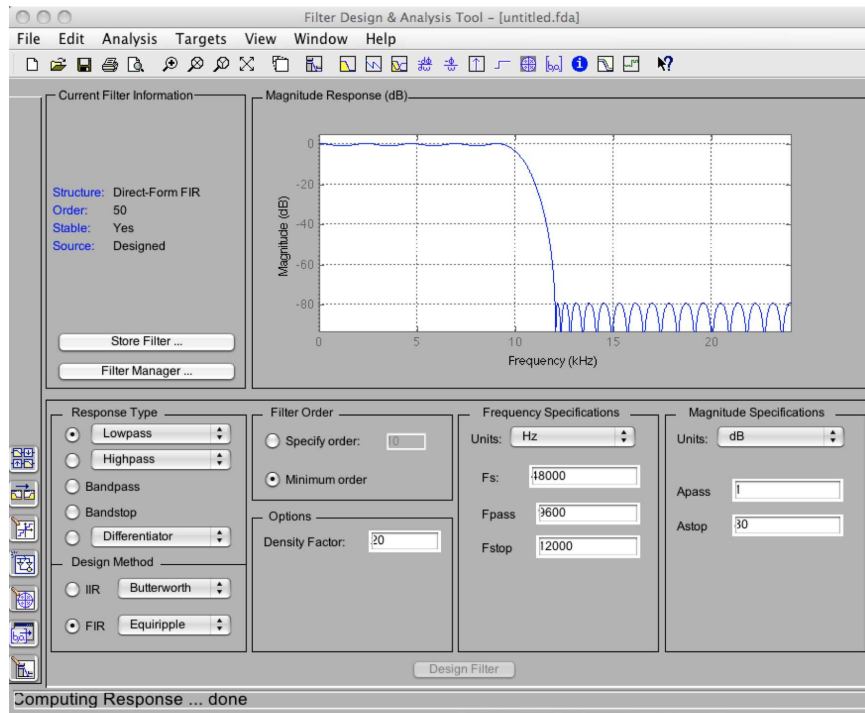 Filter Design & Analysis Tool - [untitled.fda]
File Edit Analysis Targets View Window Help
Current Filter Information
Structure: Direct-Form FIR
Order: 50
Stable: Yes
Source: Designed
Store Filter ...
Filter Manager ...
Magnitude Response (dB)
Magnitude (dB)
0
-20
-40
-60
-80
0 5 10 15 20
Frequency (kHz)
Response Type
Lowpass
Highpass
Bandpass
Bandstop
Differentiator
Design Method
IIR Butterworth
FIR Equiripple
Filter Order
Specify order: 10
Minimum order
Options
Density Factor: 20
Frequency Specifications
Units: Hz
Fs: 48000
Fpass 9600
Fstop 12000
Magnitude Specifications
Units: dB
Apass 1
Astop 80
Design Filter
Computing Response ... done